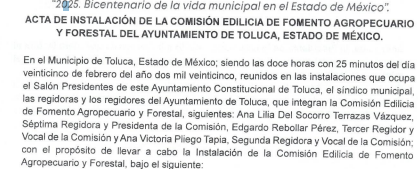 "2025. Bicentenario de la vida municipal en el Estado de México".
ACTA DE INSTALACIÓN DE LA COMISIÓN EDILICIA DE FOMENTO AGROPECUARIO
Y FORESTAL DEL AYUNTAMIENTO DE TOLUCA, ESTADO DE MÉXICO.
En el Municipio de Toluca, Estado de México; siendo las doce horas con 25 minutos del día
veinticinco de febrero del año dos mil veinticinco, reunidos en las instalaciones que ocupa
el Salón Presidentes de este Ayuntamiento Constitucional de Toluca, el síndico municipal,
las regidoras y los regidores del Ayuntamiento de Toluca, que integran la Comisión Edilicia
de Fomento Agropecuario y Forestal, siguientes: Ana Lilia Del Socorro Terrazas Vázquez,
Séptima Regidora y Presidenta de la Comisión, Edgardo Rebollar Pérez, Tercer Regidor y
Vocal de la Comisión y Ana Victoria Pliego Tapia, Segunda Regidora y Vocal de la Comisión;
con el propósito de llevar a cabo la Instalación de la Comisión Edilicia de Fomento
Agropecuario y Forestal, bajo el siguiente: